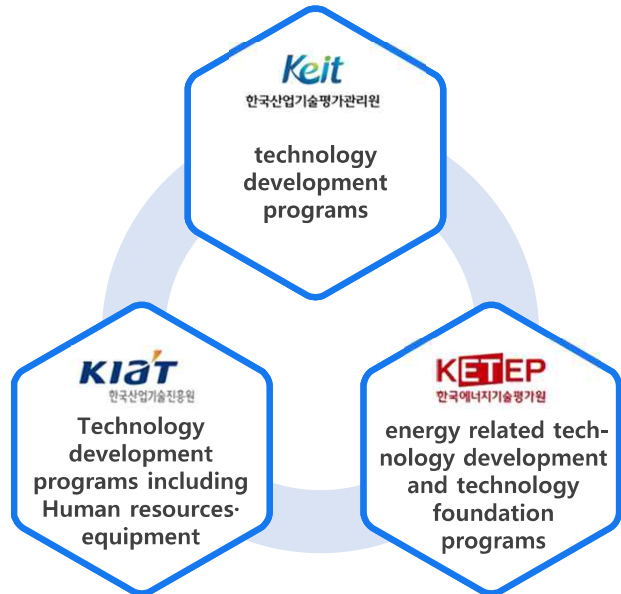 Keit
한국산업기술평가관리원
technology
development
programs
KIAT
한국산업기술진흥원
Technology
development
programs including
Human resources·
equipment
KETEP
한국에너지기술평가원
energy related tech-
nology development
and technology
foundation
programs